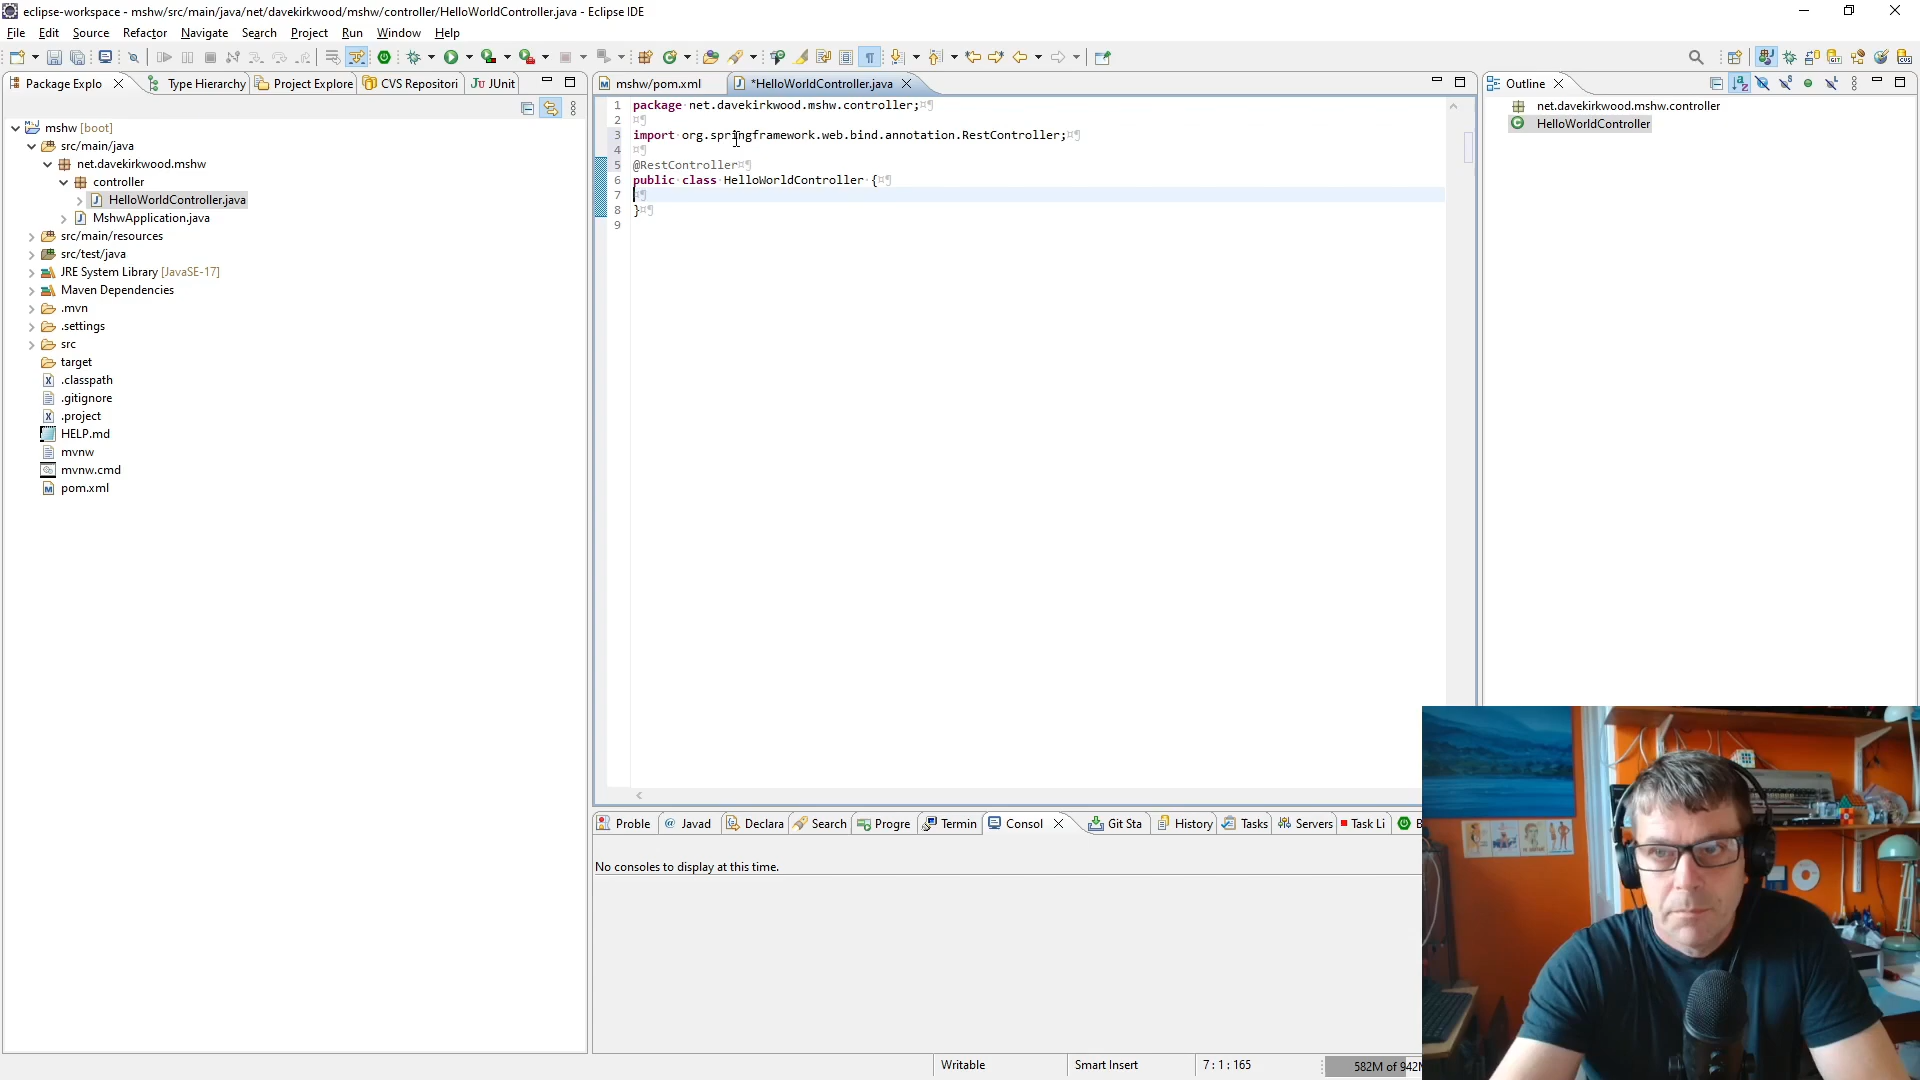 eclipse-workspace - mshw/src/main/java/net/davekirkwood/mshw/controller/HelloWorldController.java - Eclipse IDE
File Edit Source Refactor Navigate Search Project Run Window Help
Package Explo Type Hierarchy Project Explore CVS Repositori JUnit
mshw [boot]
src/main/java
net.davekirkwood.mshw
controller
HelloWorldController.java
MshwApplication.java
src/main/resources
src/test/java
JRE System Library [JavaSE-17]
Maven Dependencies
.mvn
.settings
src
target
.classpath
.gitignore
.project
HELP.md
mvnw
mvnw.cmd
pom.xml
mshw/pom.xml *HelloWorldController.java
1 package net.davekirkwood.mshw.controller;
2
3 import org.springframework.web.bind.annotation.RestController;
4
5 @RestController
6 public class HelloWorldController {
7
8 }
9
Outline
net.davekirkwood.mshw.controller
HelloWorldController
Proble Javad Declara Search Progre Termin Consol Git Sta History Tasks Servers Task Li B
No consoles to display at this time.
Writable Smart Insert 7 : 1 : 165 582M of 942M